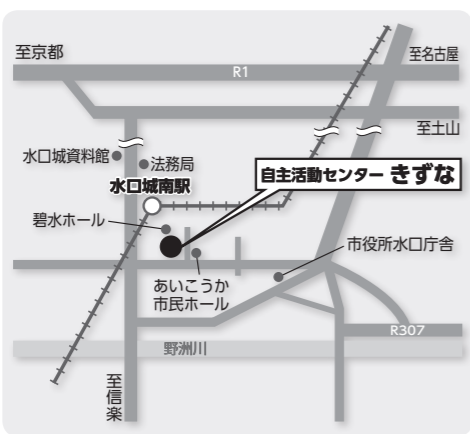 至京都
至名古屋
R1
至土山
水口城資料館
法務局
水口城南駅
自主活動センター きずな
碧水ホール
市役所水口庁舎
あいこうか
市民ホール
R307
野洲川
至信楽